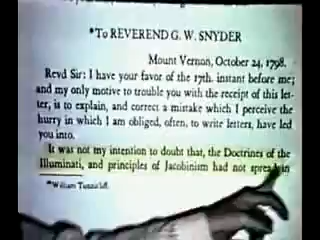 *To REVEREND G. W. SNYDER
Mount Vernon, October 24, 1798.
Revd Sir: I have your favor of the 17th. instant before me;
and my only motive to trouble you with the receipt of this let-
ter, is to explain, and correct a mistake which I perceive the
hurry in which I am obliged, often, to write letters, have led
you into.
It was not my intention to doubt that, the Doctrines of the
Illuminati, and principles of Jacobinism had not spread in
*William